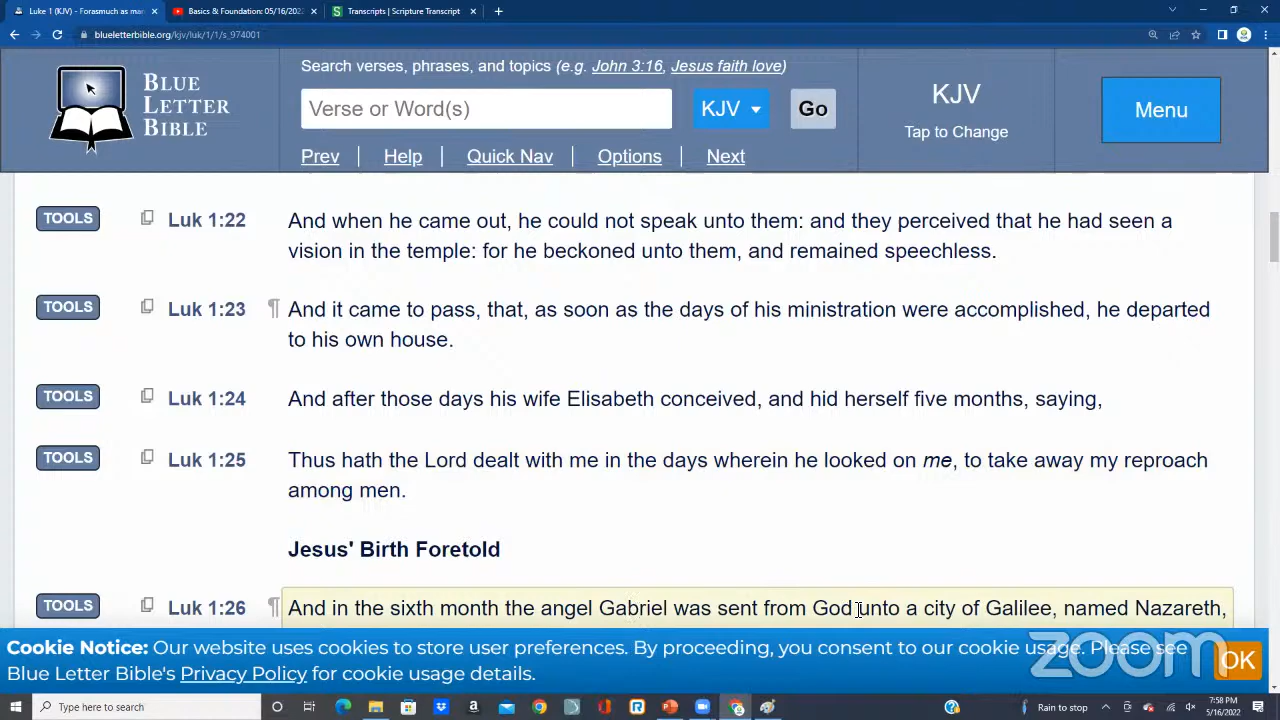 Luke 1 (KJV) - Forasmuch as man
Basics & Foundation: 05/16/2022
Transcripts | Scripture Transcript
blueletterbible.org/kjv/luk/1/1/s_974001
BLUE
LETTER
BIBLE
Search verses, phrases, and topics (e.g. John 3:16, Jesus faith love)
Verse or Word(s)
KJV
Go
Prev | Help | Quick Nav | Options | Next
KJV
Tap to Change
Menu
TOOLS Luk 1:22 And when he came out, he could not speak unto them: and they perceived that he had seen a
vision in the temple: for he beckoned unto them, and remained speechless.
TOOLS Luk 1:23 ¶ And it came to pass, that, as soon as the days of his ministration were accomplished, he departed
to his own house.
TOOLS Luk 1:24 And after those days his wife Elisabeth conceived, and hid herself five months, saying,
TOOLS Luk 1:25 Thus hath the Lord dealt with me in the days wherein he looked on me, to take away my reproach
among men.
Jesus' Birth Foretold
TOOLS Luk 1:26 ¶ And in the sixth month the angel Gabriel was sent from God unto a city of Galilee, named Nazareth,
Cookie Notice: Our website uses cookies to store user preferences. By proceeding, you consent to our cookie usage. Please see
Blue Letter Bible's Privacy Policy for cookie usage details.
OK
zoom
Type here to search
Rain to stop
7:58 PM
5/16/2022